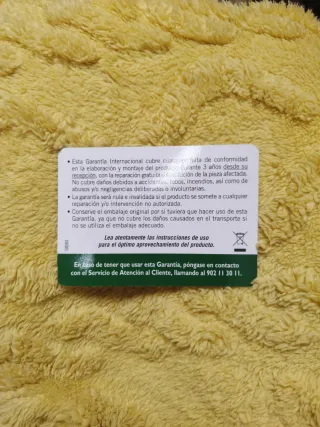 • Esta Garantía Internacional cubre cualquier falta de conformidad
en la elaboración y montaje del producto durante 3 años desde su
recepción, con la reparación gratuita o sustitución de la pieza afectada.
No cubre daños debidos a accidentes, robos, incendios, así como de
abusos y/o negligencias deliberadas o involuntarias.
• La garantía será nula e invalidada si el producto se somete a cualquier
reparación y/o intervención no autorizada.
• Conserve el embalaje original por si tuviera que hacer uso de esta
Garantía, ya que no cubre los daños causados en el transporte si
no se utiliza el embalaje adecuado.
Lea atentamente las instrucciones de uso
para el óptimo aprovechamiento del producto.
En caso de tener que usar esta Garantía, póngase en contacto
con el Servicio de Atención al Cliente, llamando al 902 11 30 11.